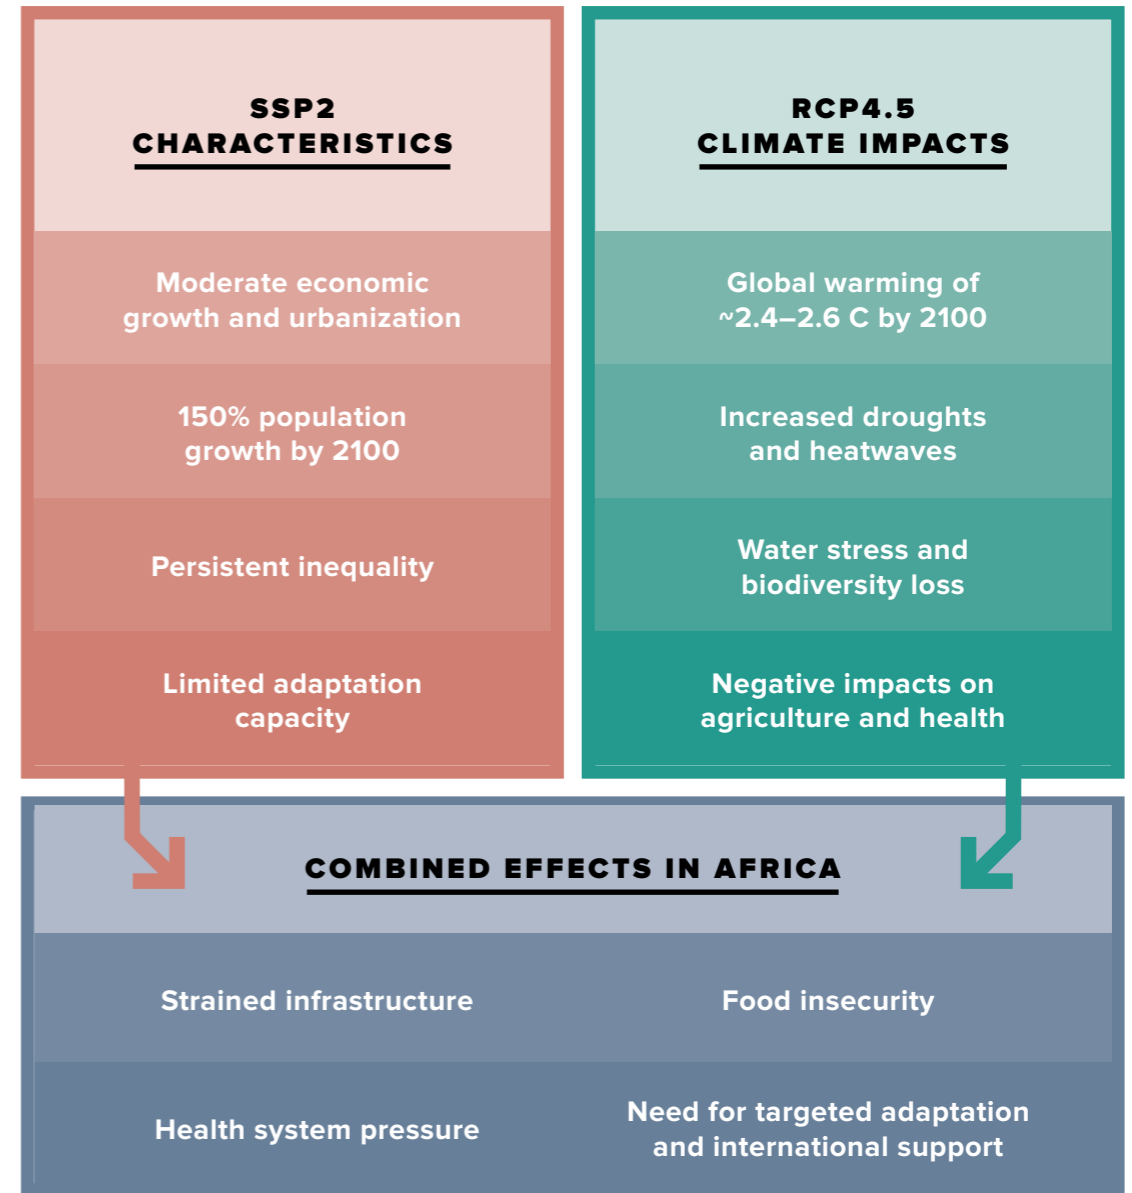 SSP2
CHARACTERISTICS
Moderate economic
growth and urbanization
150% population
growth by 2100
Persistent inequality
Limited adaptation
capacity
RCP4.5
CLIMATE IMPACTS
Global warming of
~2.4–2.6 C by 2100
Increased droughts
and heatwaves
Water stress and
biodiversity loss
Negative impacts on
agriculture and health
COMBINED EFFECTS IN AFRICA
Strained infrastructure
Food insecurity
Health system pressure
Need for targeted adaptation
and international support